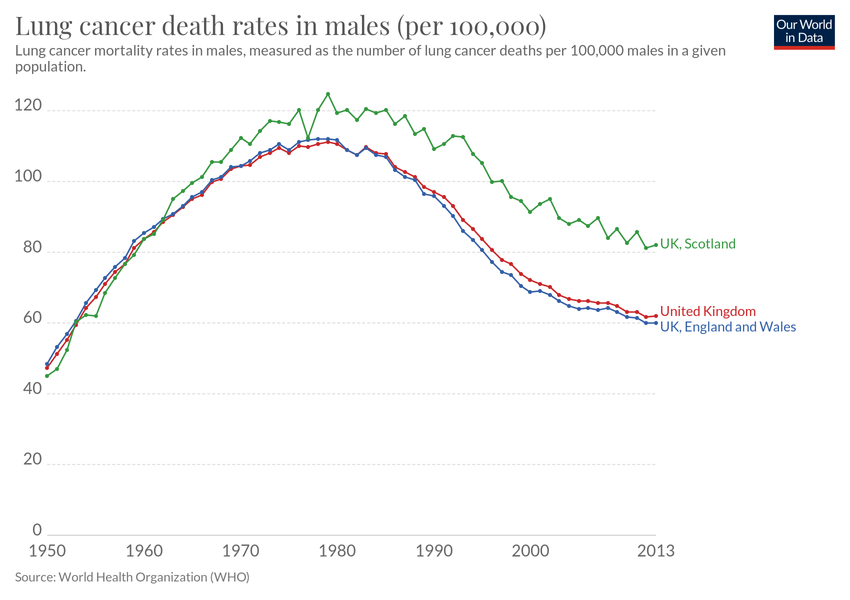 Lung cancer death rates in males (per 100,000)
Our World
in Data
Lung cancer mortality rates in males, measured as the number of lung cancer deaths per 100,000 males in a given
population.
120
100
80
60
40
20
0
UK, Scotland
United Kingdom
UK, England and Wales
1950 1960 1970 1980 1990 2000 2013
Source: World Health Organization (WHO)